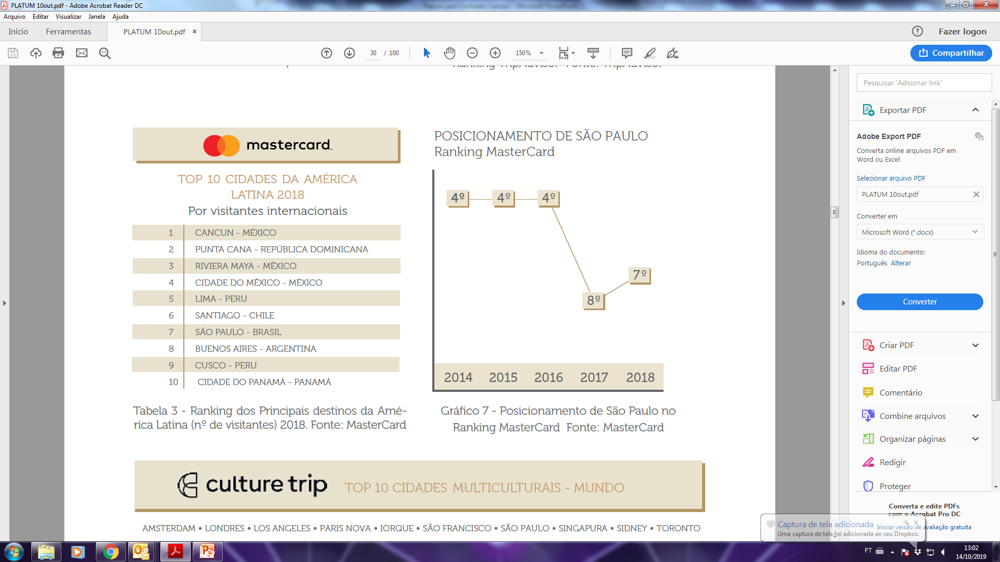 PLATUM 10out.pdf - Adobe Acrobat Reader DC
Arquivo Editar Visualizar Janela Ajuda
Início Ferramentas PLATUM 10out.pdf
Fazer logon
30 / 100
150%
Compartilhar
Ranking TripAdvisor Fonte: TripAdvisor
mastercard.
TOP 10 CIDADES DA AMÉRICA
LATINA 2018
Por visitantes internacionais
1 CANCUN - MÉXICO
2 PUNTA CANA - REPÚBLICA DOMINICANA
3 RIVIERA MAYA - MÉXICO
4 CIDADE DO MÉXICO - MÉXICO
5 LIMA - PERU
6 SANTIAGO - CHILE
7 SÃO PAULO - BRASIL
8 BUENOS AIRES - ARGENTINA
9 CUSCO - PERU
10 CIDADE DO PANAMÁ - PANAMÁ
Tabela 3 - Ranking dos Principais destinos da Amé-
rica Latina (nº de visitantes) 2018. Fonte: MasterCard
POSICIONAMENTO DE SÃO PAULO
Ranking MasterCard
4º 4º 4º
7º
8º
2014 2015 2016 2017 2018
Gráfico 7 - Posicionamento de São Paulo no
Ranking MasterCard Fonte: MasterCard
culture trip TOP 10 CIDADES MULTICULTURAIS - MUNDO
AMSTERDAM • LONDRES • LOS ANGELES • PARIS NOVA • IORQUE • SÃO FRANCISCO • SÃO PAULO • SINGAPURA • SIDNEY • TORONTO
Pesquisar 'Adicionar link'
Exportar PDF
Adobe Export PDF
Converta online arquivos PDF em
Word ou Excel
Selecionar arquivo PDF
PLATUM 10out.pdf
Converter em
Microsoft Word (*.docx)
Idioma do documento:
Português Alterar
Converter
Criar PDF
Editar PDF
Comentário
Combine arquivos
Organizar páginas
Redigir
Proteger
Converta e edite PDFs
com o Acrobat Pro DC
Iniciar versão de avaliação gratuita
Captura de tela adicionada
Uma captura de tela foi adicionada ao seu Dropbox.
PT
13:02
14/10/2019